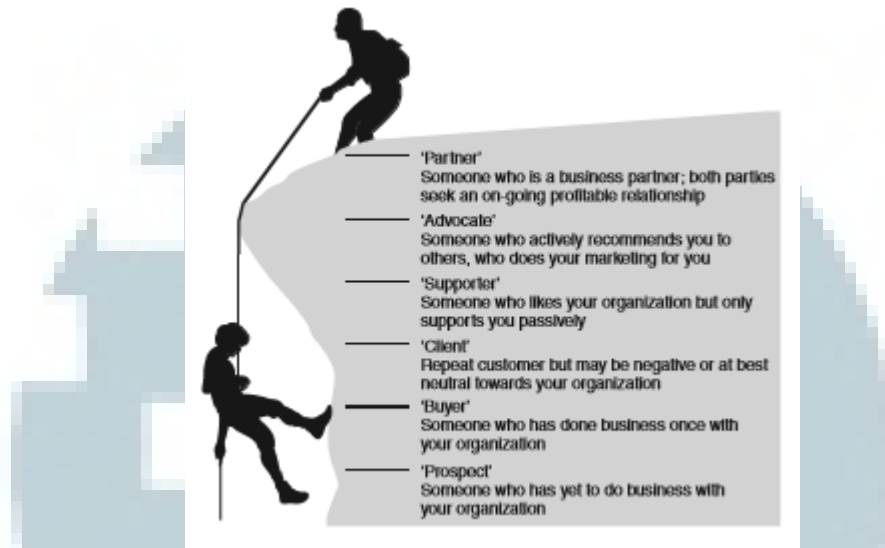 'Partner'
Someone who is a business partner; both parties
seek an on-going profitable relationship
'Advocate'
Someone who actively recommends you to
others, who does your marketing for you
'Supporter'
Someone who likes your organization but only
supports you passively
'Client'
Repeat customer but may be negative or at best
neutral towards your organization
'Buyer'
Someone who has done business once with
your organization
'Prospect'
Someone who has yet to do business with
your organization